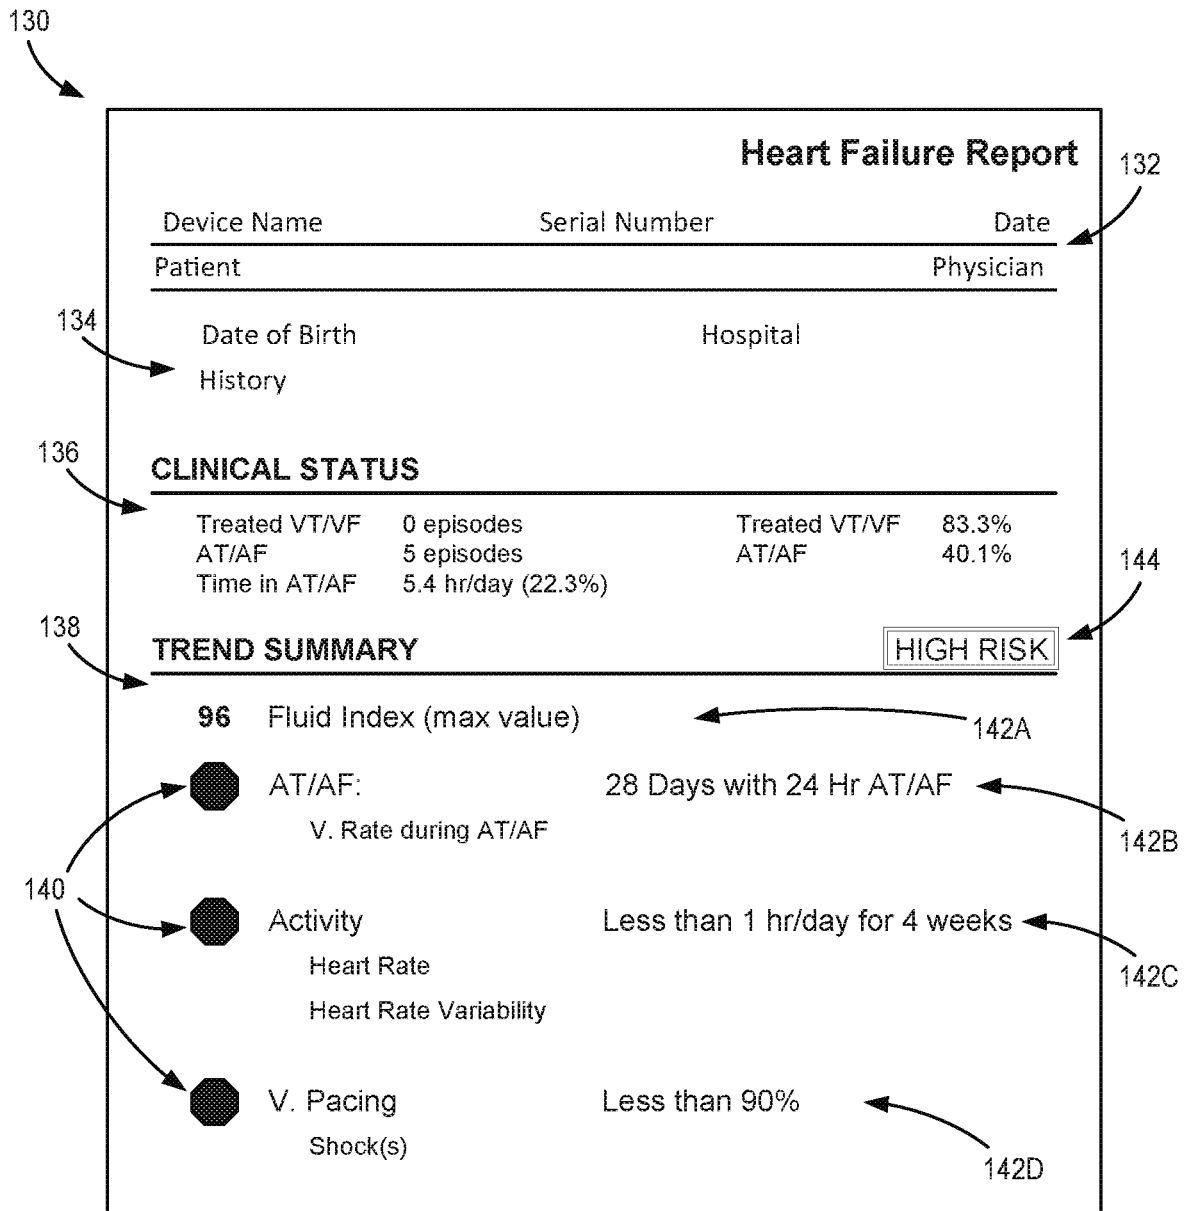 130
Heart Failure Report
132
Device Name Serial Number Date
Patient Physician
134
Date of Birth Hospital
History
136
CLINICAL STATUS
Treated VT/VF 0 episodes Treated VT/VF 83.3%
AT/AF 5 episodes AT/AF 40.1%
Time in AT/AF 5.4 hr/day (22.3%)
144
138
TREND SUMMARY HIGH RISK
96 Fluid Index (max value)
142A
AT/AF: 28 Days with 24 Hr AT/AF
V. Rate during AT/AF
142B
140
Activity Less than 1 hr/day for 4 weeks
Heart Rate
142C
Heart Rate Variability
V. Pacing Less than 90%
Shock(s)
142D